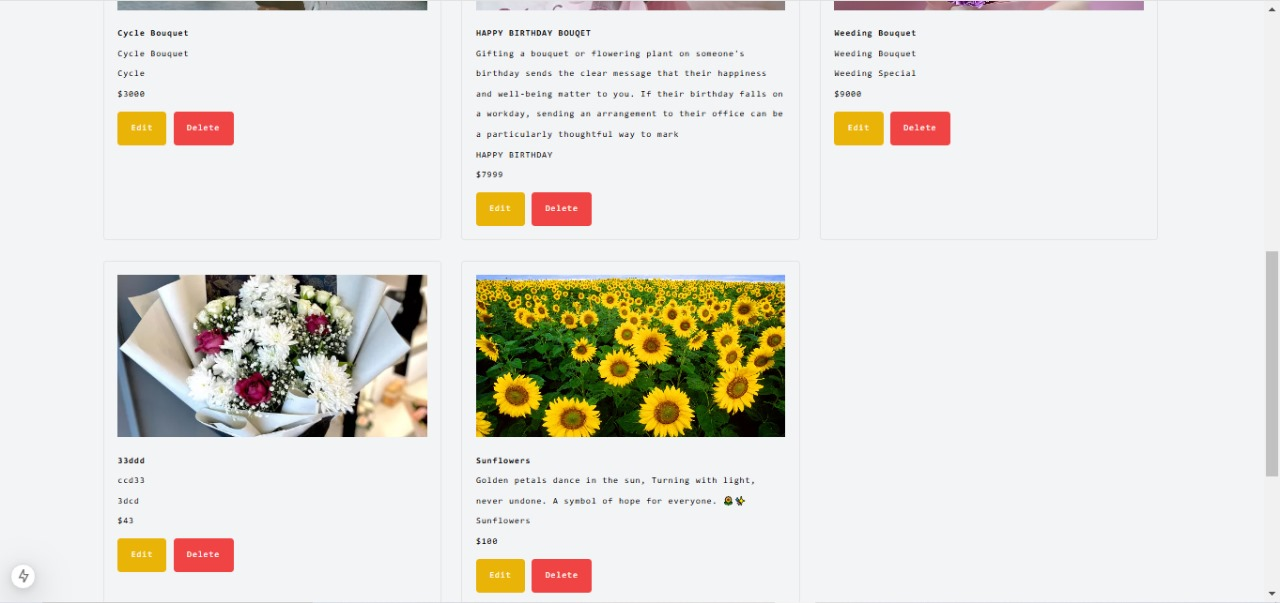 Cycle Bouquet
Cycle Bouquet
Cycle
$3000
Edit
Delete
HAPPY BIRTHDAY BOUQET
Gifting a bouquet or flowering plant on someone's
birthday sends the clear message that their happiness
and well-being matter to you. If their birthday falls on
a workday, sending an arrangement to their office can be
a particularly thoughtful way to mark
HAPPY BIRTHDAY
$7999
Edit
Delete
Weeding Bouquet
Weeding Bouquet
Weeding Special
$9000
Edit
Delete
33ddd
ccd33
3dcd
$43
Edit
Delete
Sunflowers
Golden petals dance in the sun, Turning with light,
never undone. A symbol of hope for everyone.
Sunflowers
$100
Edit
Delete